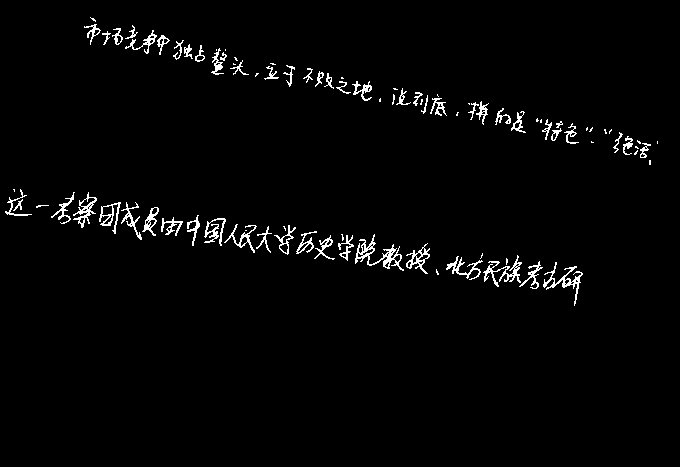 市场竞争中独占鳌头，立于不败之地，说到底，拼的是“特色”、“绝活。
这一考察团成员由中国人民大学历史学院教授、北方民族考古研